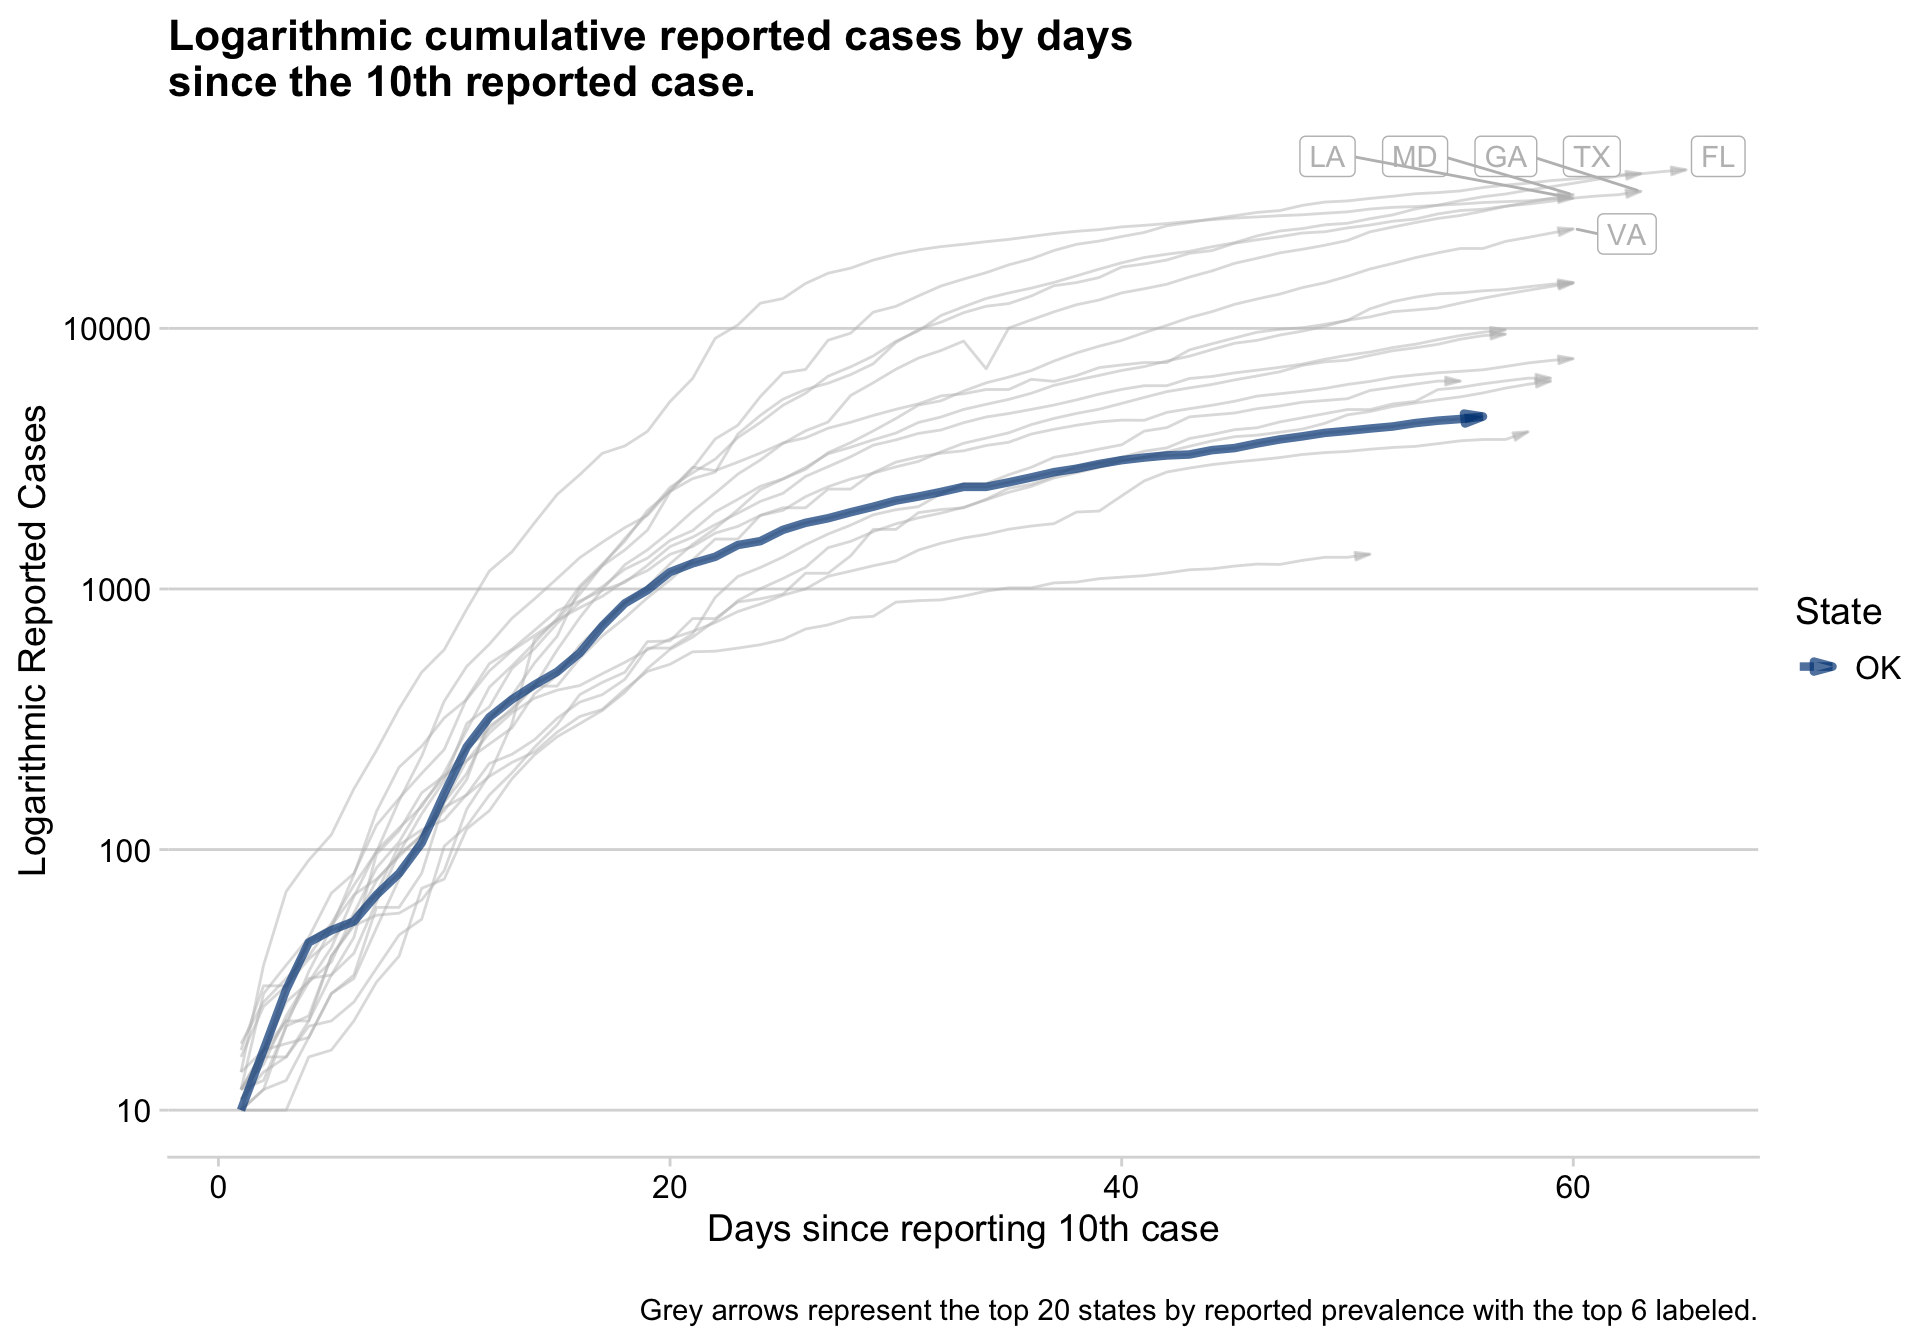 Logarithmic cumulative reported cases by days
since the 10th reported case.
LA
MD
GA
TX
FL
VA
10000
1000
100
10
Logarithmic Reported Cases
State
OK
0
20
40
60
Days since reporting 10th case
Grey arrows represent the top 20 states by reported prevalence with the top 6 labeled.